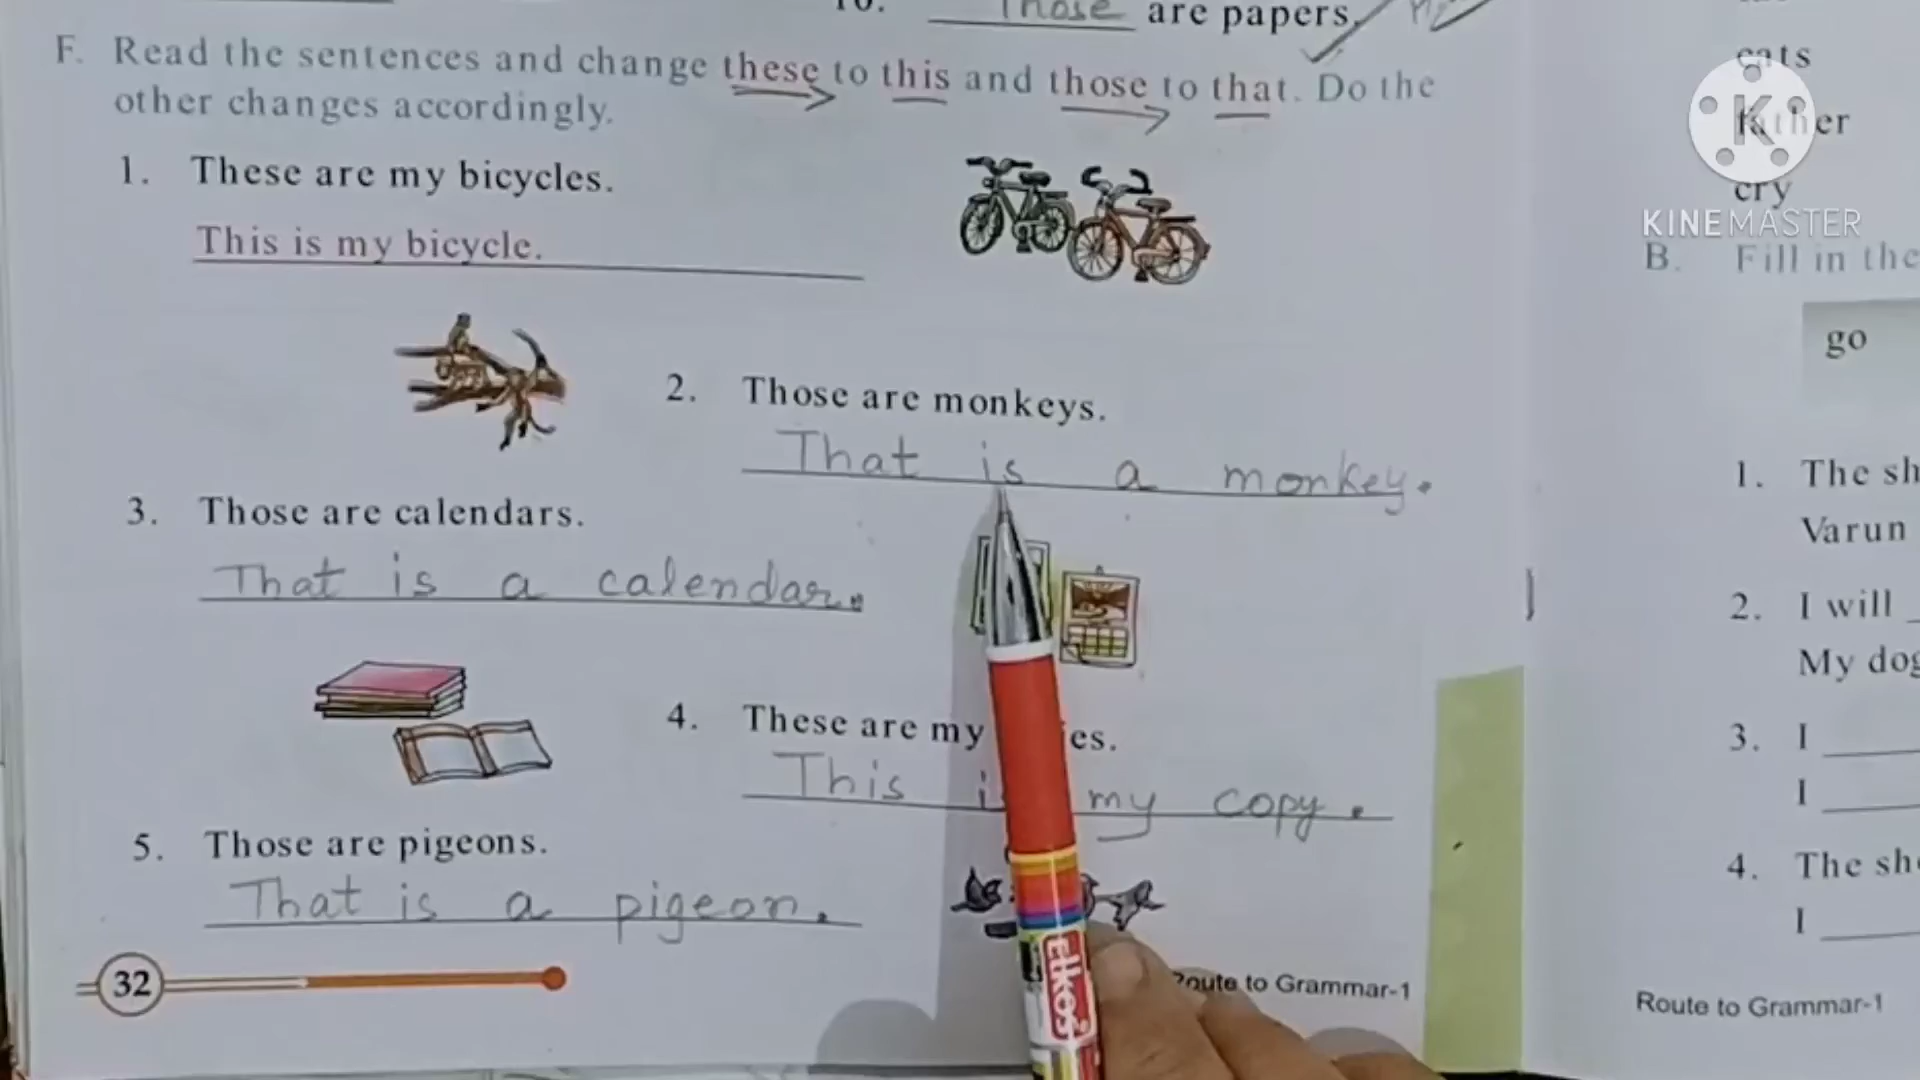 Those are papers.
F. Read the sentences and change these to this and those to that. Do the
other changes accordingly.
1. These are my bicycles.
This is my bicycle.
2. Those are monkeys.
That is a monkey.
3. Those are calendars.
That is a calendar.
4. These are my
This my copy.
5. Those are pigeons.
That is a pigeon.
32
Route to Grammar-1
cats
father
cry
K
KINEMASTER
B. Fill in the
go
1. The
Varun
2. I will
My
3. I
I
4. The
I
Route to Grammar-1
elkos